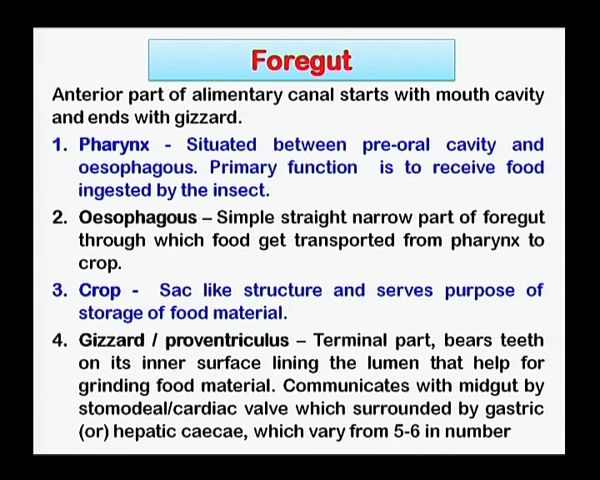 Foregut
Anterior part of alimentary canal starts with mouth cavity
and ends with gizzard.
1. Pharynx - Situated between pre-oral cavity and
oesophagous. Primary function is to receive food
ingested by the insect.
2. Oesophagous – Simple straight narrow part of foregut
through which food get transported from pharynx to
crop.
3. Crop - Sac like structure and serves purpose of
storage of food material.
4. Gizzard / proventriculus – Terminal part, bears teeth
on its inner surface lining the lumen that help for
grinding food material. Communicates with midgut by
stomodeal/cardiac valve which surrounded by gastric
(or) hepatic caecae, which vary from 5-6 in number